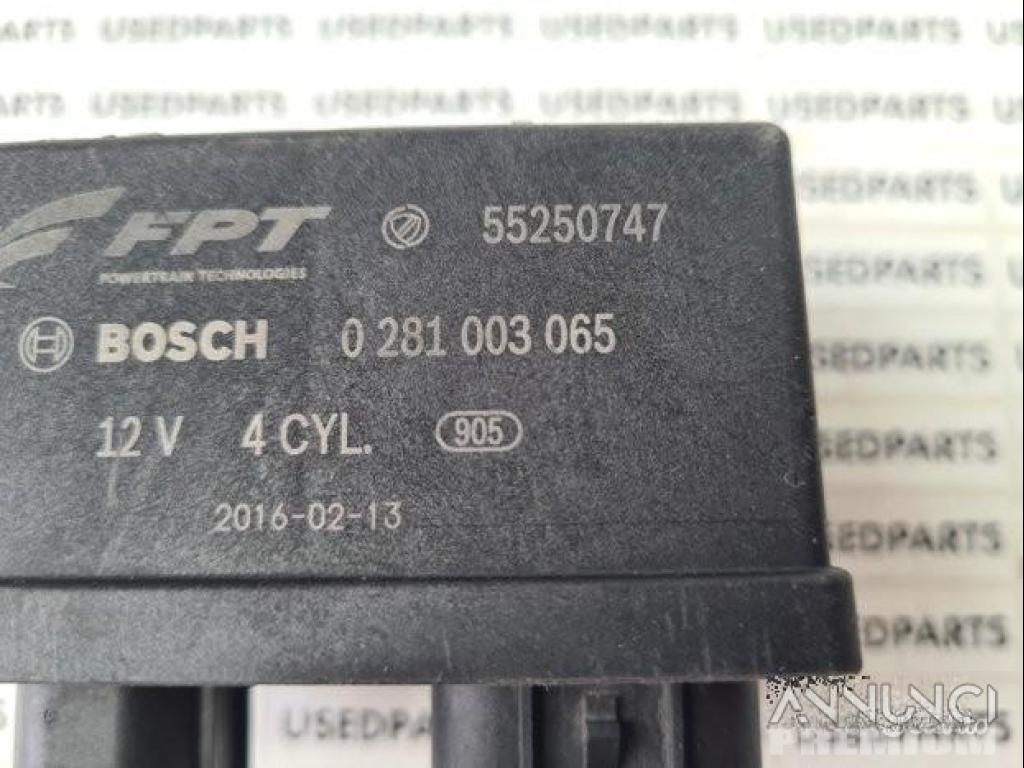 USEDPARTS USEDPARTS USEDPARTS USEDPARTS
USEDPARTS USEDPARTS USEDPARTS USEDPARTS
FPT 55250747
POWERTRAIN TECHNOLOGIES
BOSCH 0 281 003 065
12 V 4 CYL. 905
2016-02-13
USEDPARTS
ANNUNCI
PREMIUM